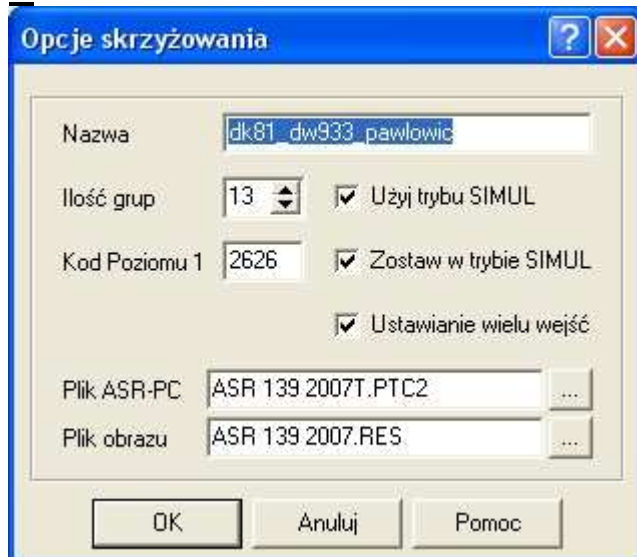 Opcje skrzyżowania
Nazwa dk81_dw933_pawlowic
Ilość grup 13 Użyj trybu SIMUL
Kod Poziomu 1 2626 Zostaw w trybie SIMUL
Ustawianie wielu wejść
Plik ASR-PC ASR 139 2007T.PTC2 ...
Plik obrazu ASR 139 2007.RES ...
OK Anuluj Pomoc